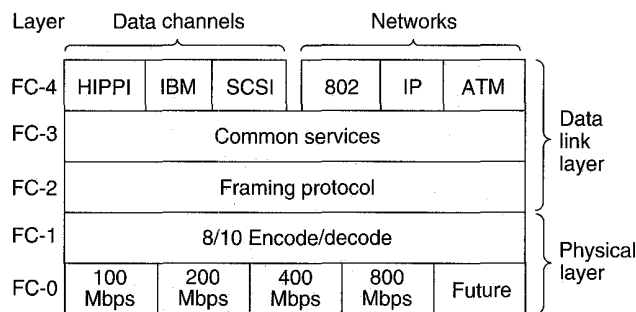 Layer Data channels Networks
FC-4 HIPPI IBM SCSI 802 IP ATM
FC-3 Common services
FC-2 Framing protocol
Data
link
layer
FC-1 8/10 Encode/decode
FC-0 100 Mbps 200 Mbps 400 Mbps 800 Mbps Future
Physical
layer